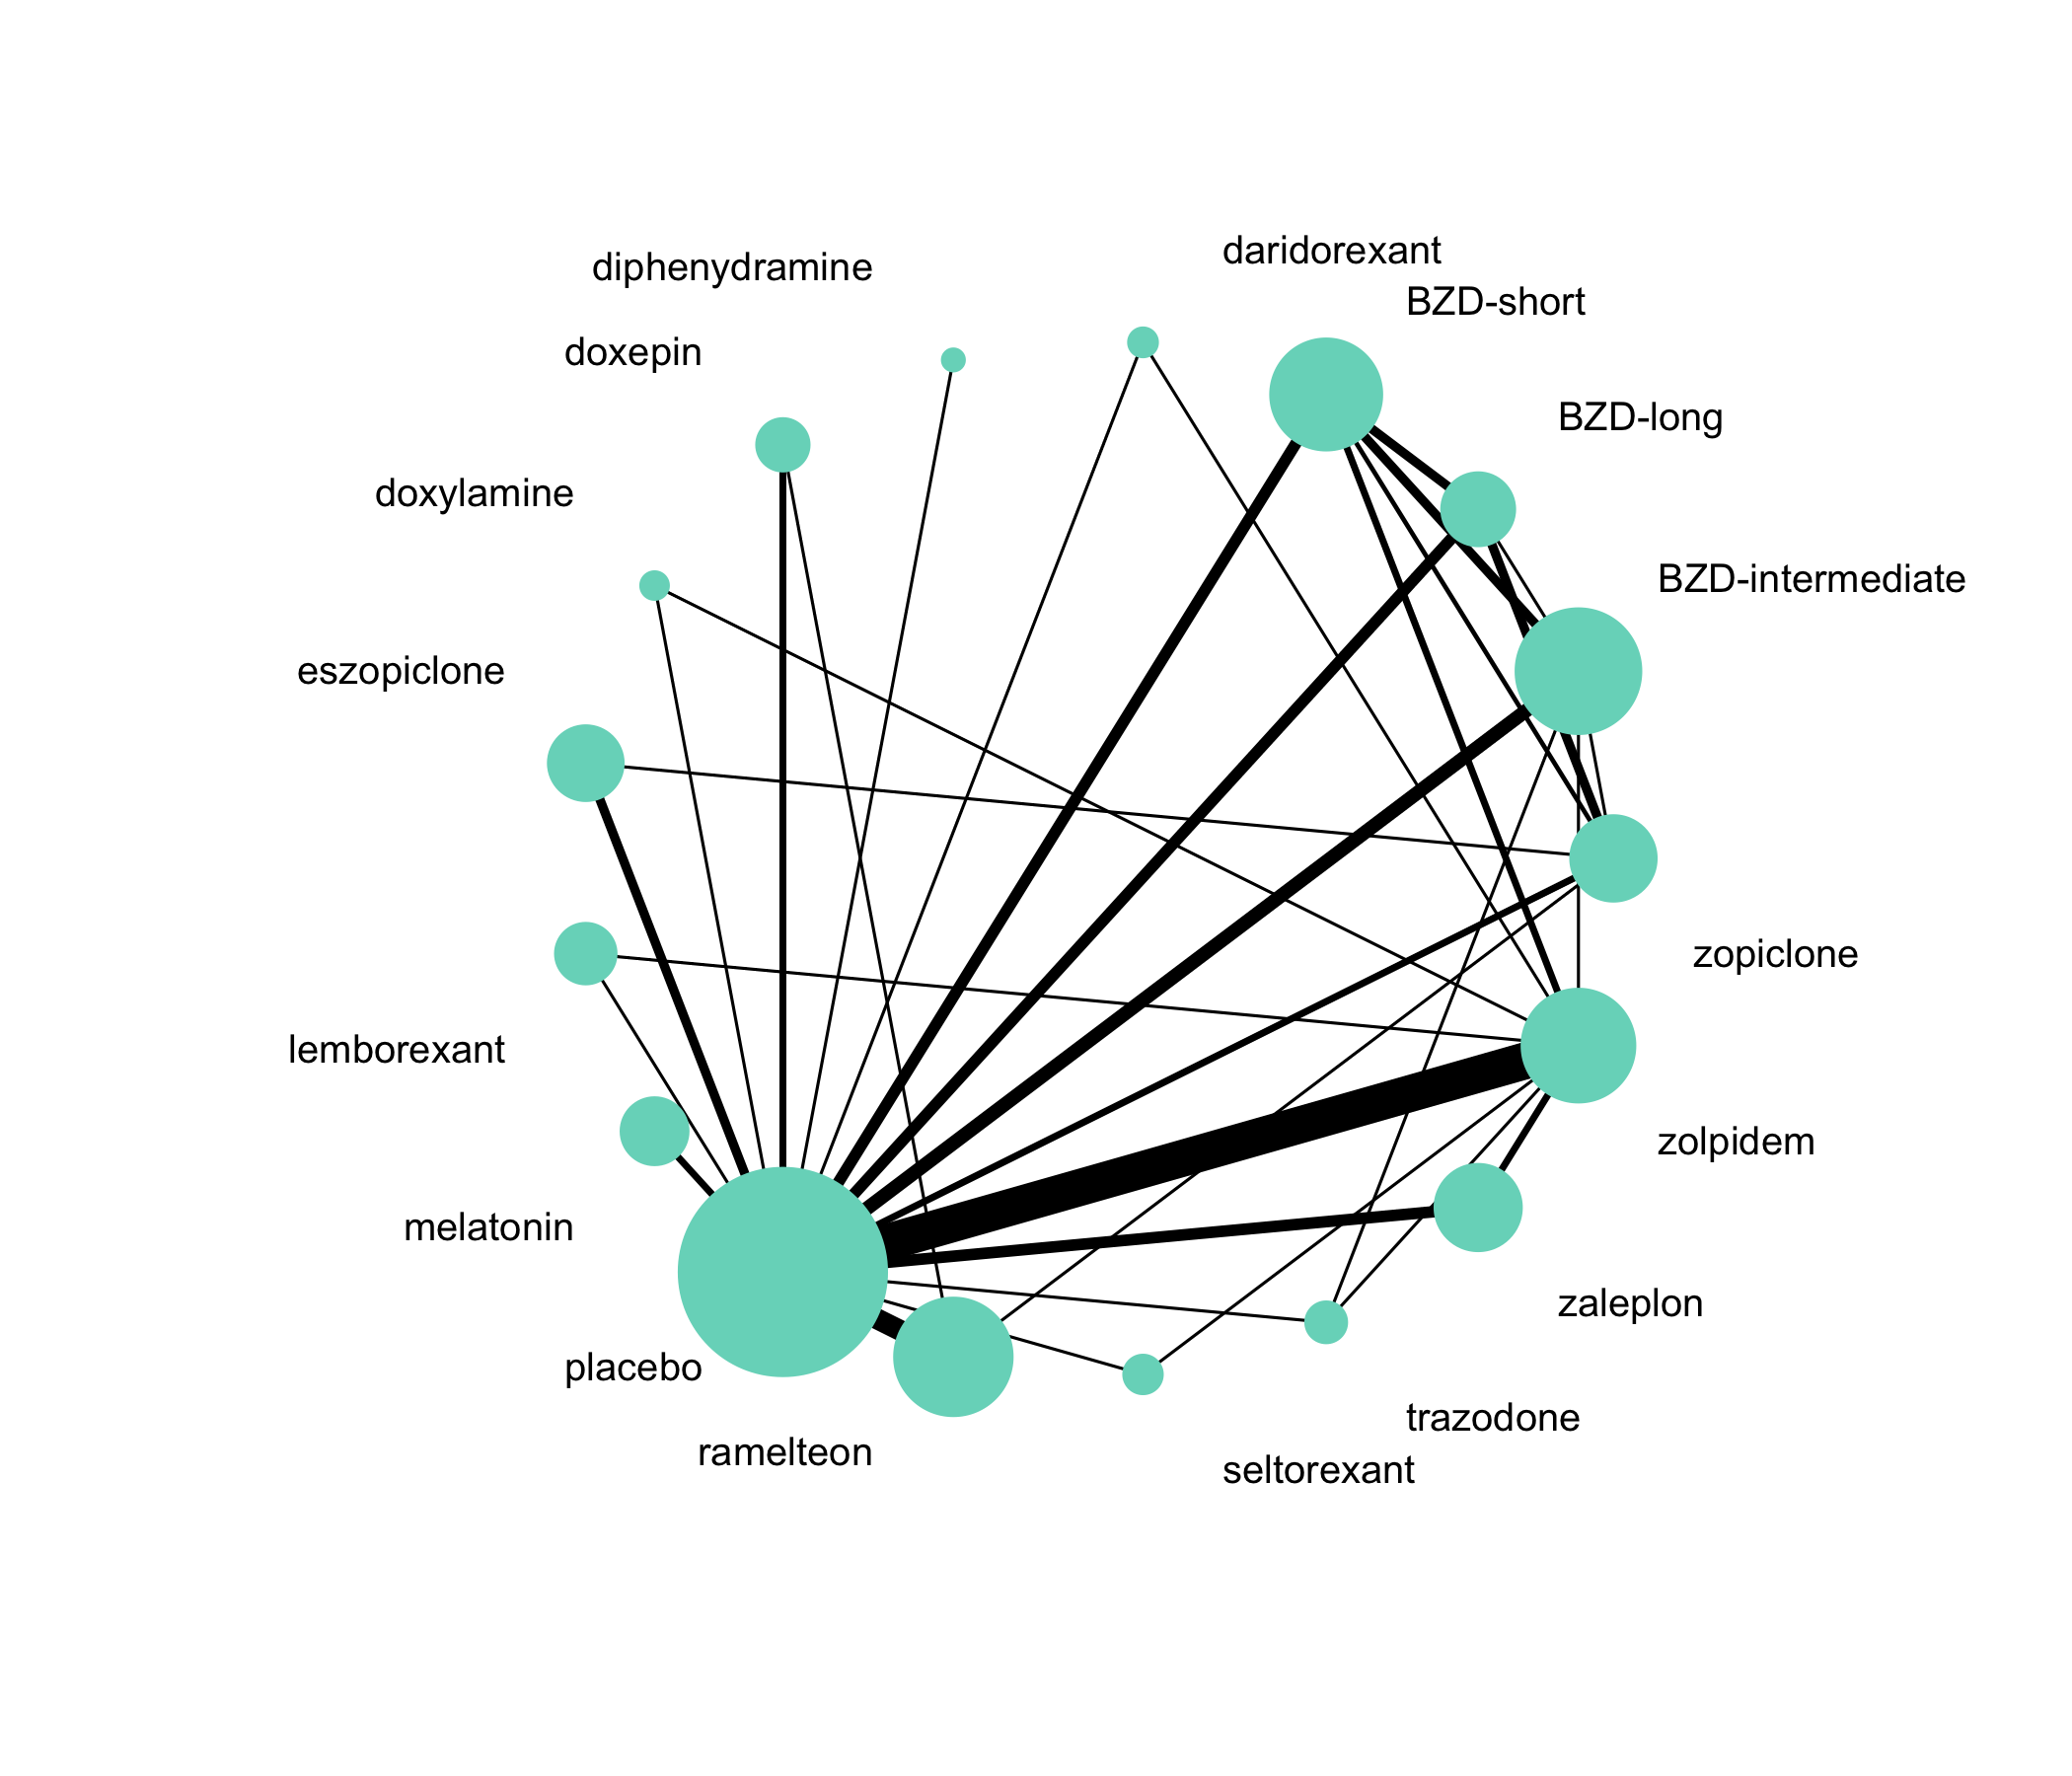 daridorexant
diphenydramine
BZD-short
doxepin
BZD-long
doxylamine
BZD-intermediate
eszopiclone
zopiclone
lemborexant
zolpidem
melatonin
zaleplon
placebo
trazodone
ramelteon
seltorexant